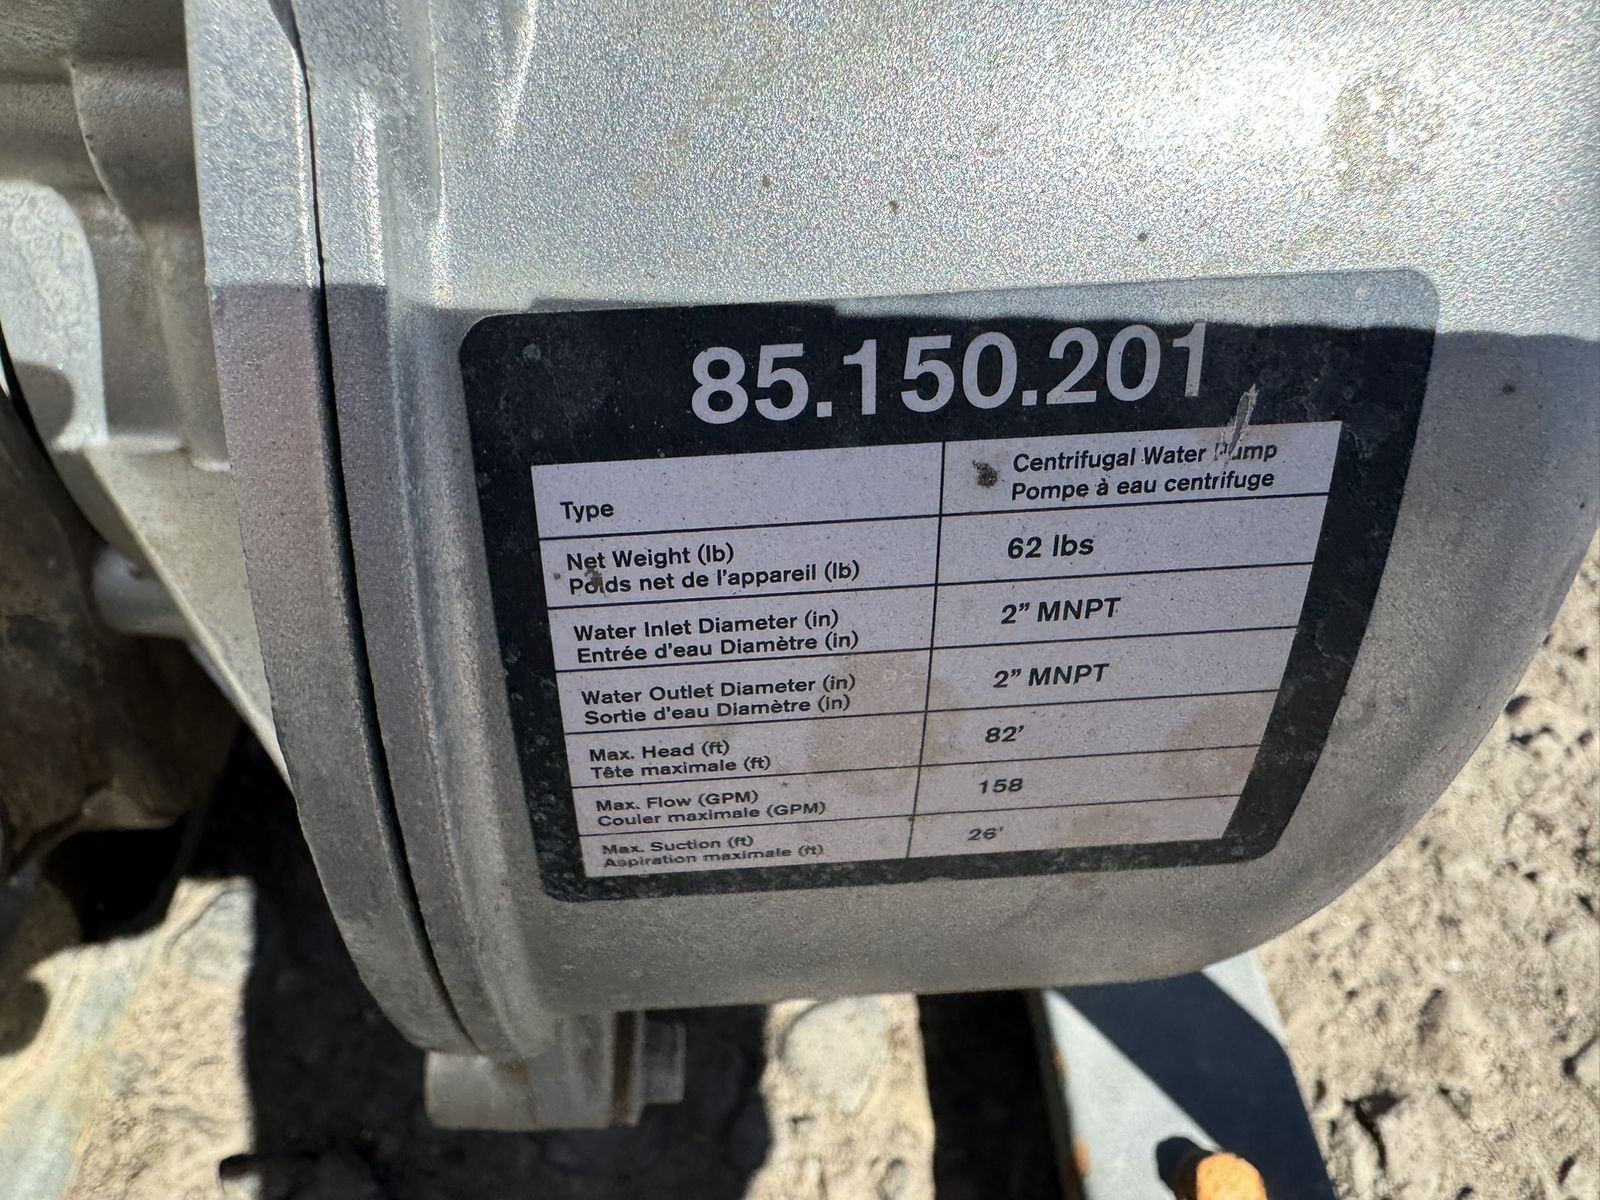 85.150.201
Type
Centrifugal Water Pump
Pompe à eau centrifuge
Net Weight (lb)
Poids net de l'appareil (lb)
62 lbs
Water Inlet Diameter (in)
Entrée d'eau Diamètre (in)
2” MNPT
Water Outlet Diameter (in)
Sortie d'eau Diamètre (in)
2” MNPT
Max. Head (ft)
Tête maximale (ft)
82'
Max. Flow (GPM)
Couler maximale (GPM)
158
Max. Suction (ft)
Aspiration maximale (ft)
26'